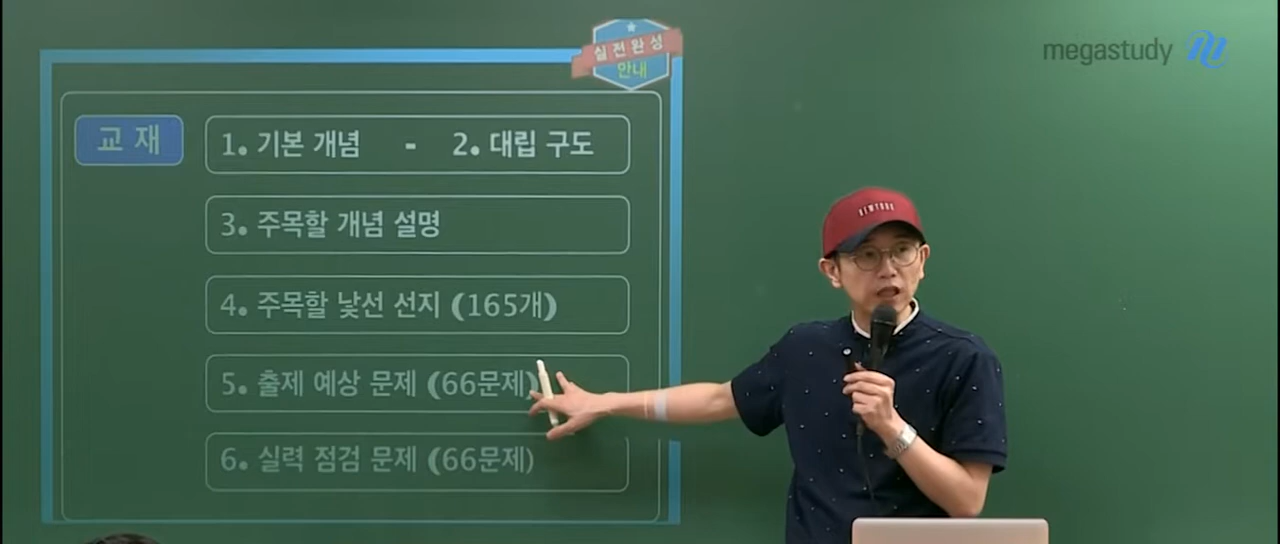 실전완성
안내
megastudy
교재
1. 기본 개념 - 2. 대립 구도
3. 주목할 개념 설명
4. 주목할 낯선 선지 (165개)
5. 출제 예상 문제 (66문제)
6. 실력 점검 문제 (66문제)
NEWYORK